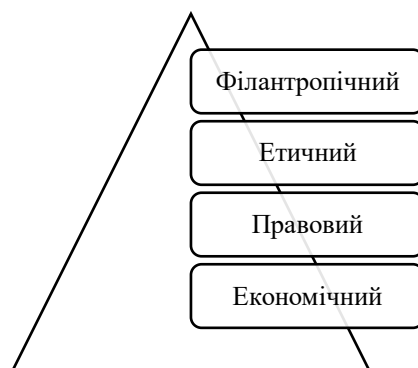 Філантропічний
Етичний
Правовий
Економічний